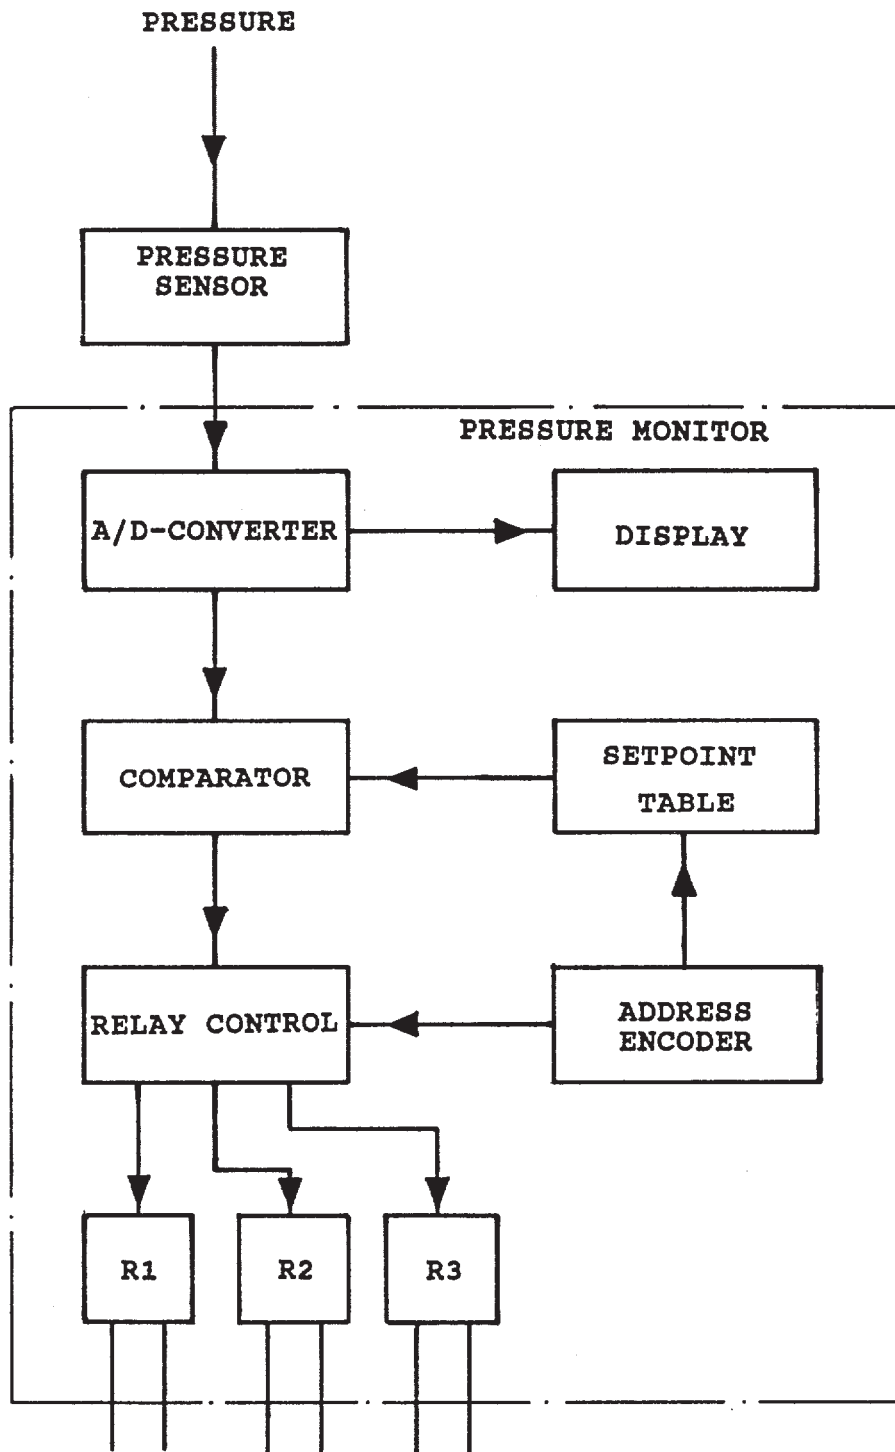 PRESSURE
PRESSURE
SENSOR
PRESSURE MONITOR
A/D-CONVERTER
DISPLAY
COMPARATOR
SETPOINT
TABLE
RELAY CONTROL
ADDRESS
ENCODER
R1
R2
R3